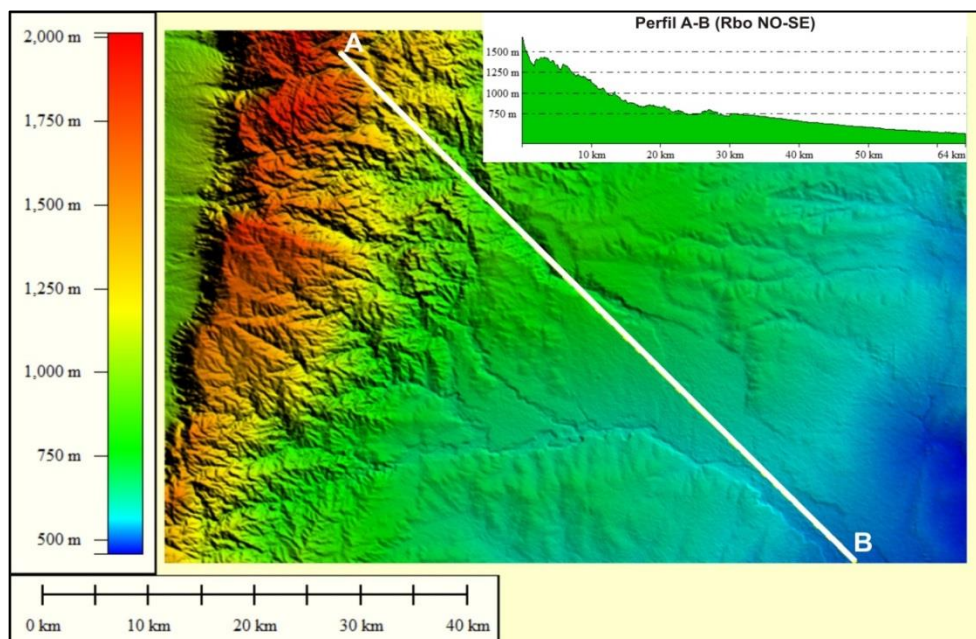 2,000 m
1,750 m
1,500 m
1,250 m
1,000 m
750 m
500 m
A
B
Perfil A-B (Rbo NO-SE)
1500 m
1250 m
1000 m
750 m
10 km 20 km 30 km 40 km 50 km 64 km
0 km 10 km 20 km 30 km 40 km